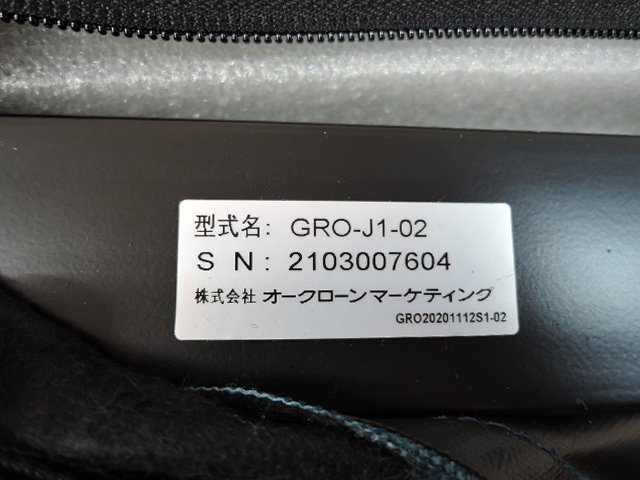 型式名: GRO-J1-02
S N: 2103007604
株式会社 オークローンマーケティング
GRO20201112S1-02